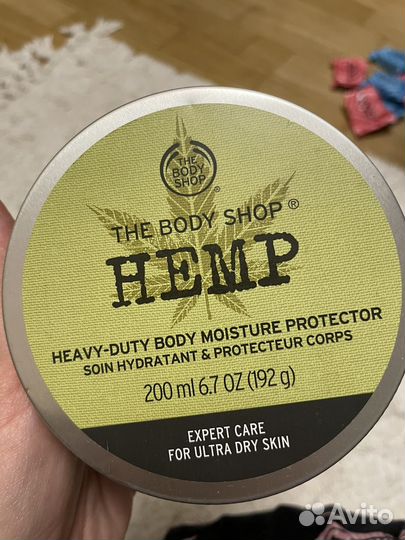 THE
BODY
SHOP®
THE BODY SHOP®
HEMP
HEAVY-DUTY BODY MOISTURE PROTECTOR
SOIN HYDRATANT & PROTECTEUR CORPS
200 ml 6.7 OZ (192 g)
EXPERT CARE
FOR ULTRA DRY SKIN
Avito